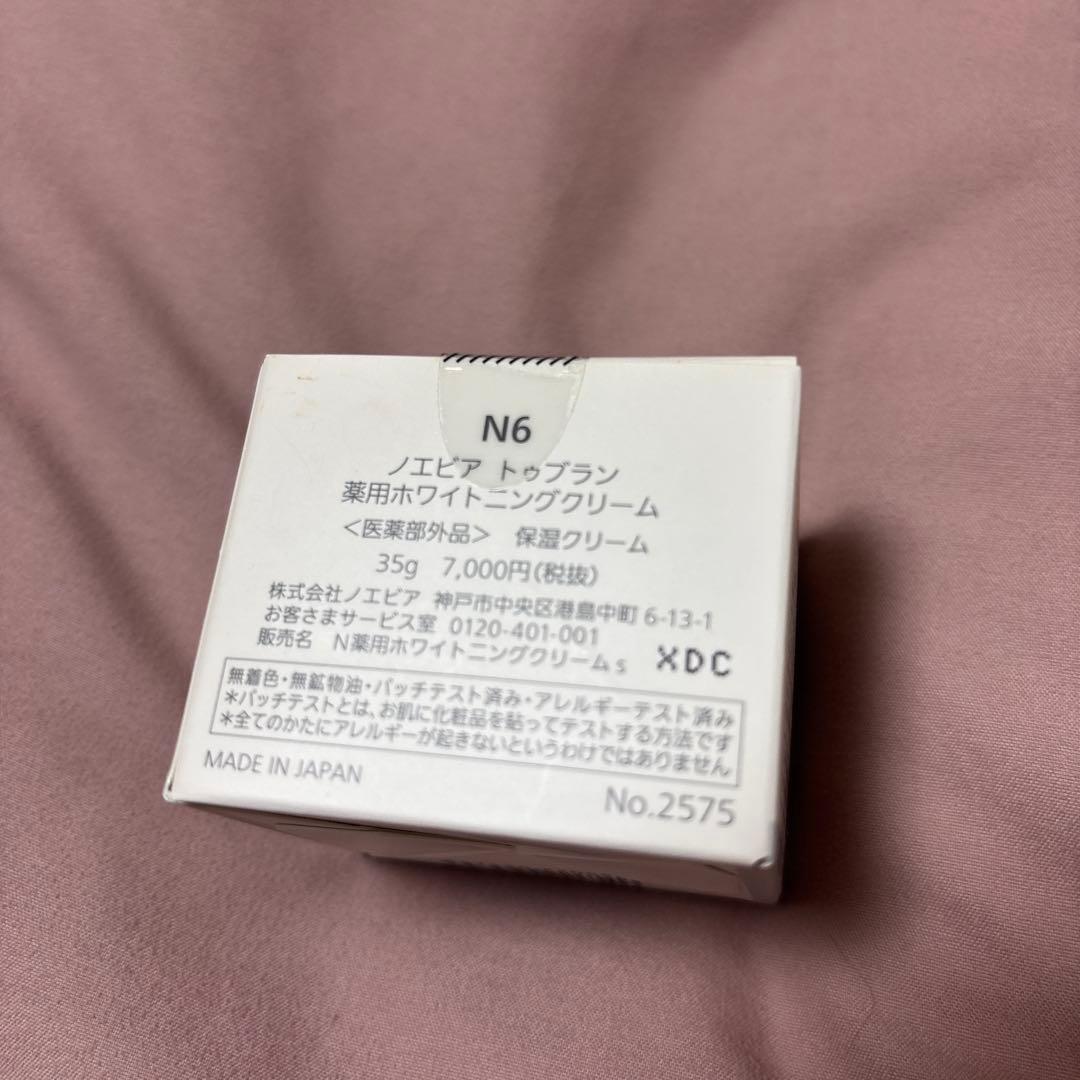 N6
ノエビア トゥブラン
薬用ホワイトニングクリーム
<医薬部外品> 保湿クリーム
35g 7,000円(税抜)
株式会社ノエビア 神戸市中央区港島中町 6-13-1
お客さまサービス室 0120-401-001
販売名 N薬用ホワイトニングクリーム s XDC
無着色・無鉱物油・パッチテスト済み・アレルギーテスト済み
*パッチテストとは、お肌に化粧品を貼ってテストする方法です
*全てのかたにアレルギーが起きないというわけではありません
MADE IN JAPAN
No.2575